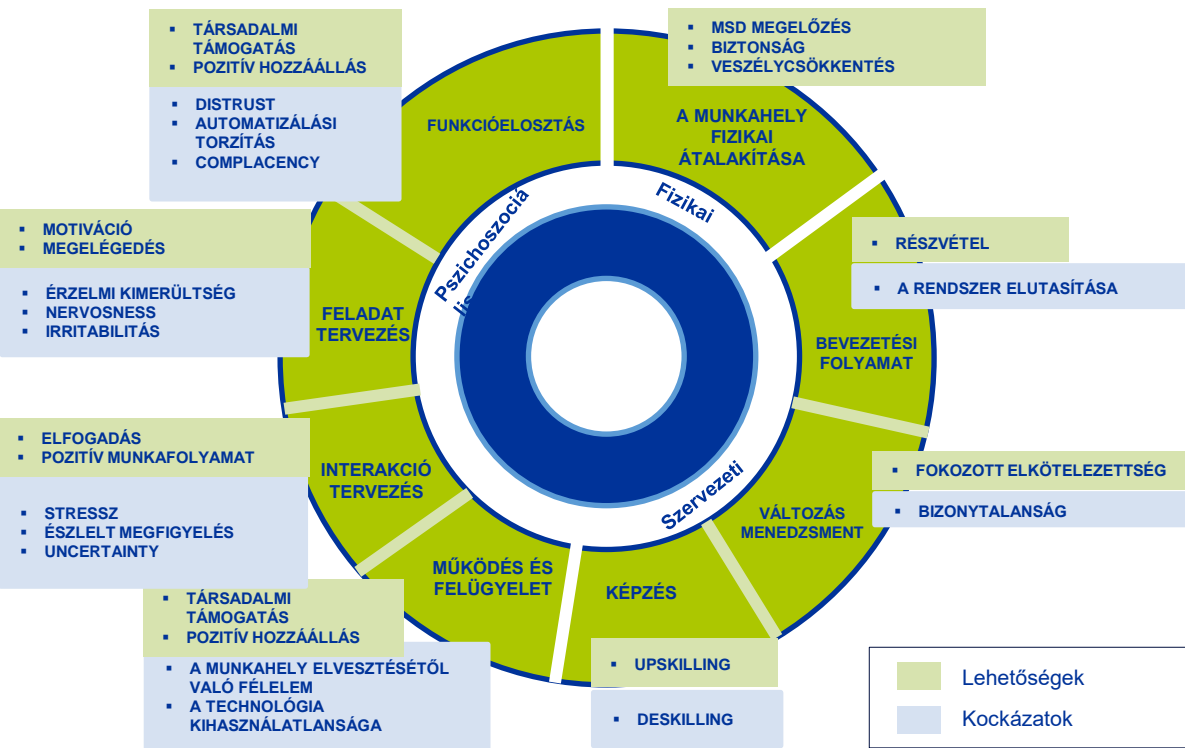 ▪ TÁRSADALMI
TÁMOGATÁS
▪ POZITÍV HOZZÁÁLLÁS
▪ DISTRUST
▪ AUTOMATIZÁLÁSI
TORZÍTÁS
▪ COMPLACENCY
▪ MSD MEGELŐZÉS
▪ BIZTONSÁG
▪ VESZÉLYCSÖKKENTÉS
FUNKCIÓELOSZTÁS
A MUNKAHELY
FIZIKAI
ÁTALAKÍTÁSA
Pszichoszociá
lis
Fizikai
▪ MOTIVÁCIÓ
▪ MEGELÉGEDÉS
▪ ÉRZELMI KIMERÜLTSÉG
▪ NERVOSNESS
▪ IRRITABILITÁS
FELADAT
TERVEZÉS
▪ RÉSZVÉTEL
▪ A RENDSZER ELUTASÍTÁSA
BEVEZETÉSI
FOLYAMAT
▪ ELFOGADÁS
▪ POZITÍV MUNKAFOLYAMAT
▪ STRESSZ
▪ ÉSZLELT MEGFIGYELÉS
▪ UNCERTAINTY
INTERAKCIÓ
TERVEZÉS
Szervezeti
▪ FOKOZOTT ELKÖTELEZETTSÉG
▪ BIZONYTALANSÁG
VÁLTOZÁS
MENEDZSMENT
MŰKÖDÉS ÉS
FELÜGYELET
KÉPZÉS
▪ TÁRSADALMI
TÁMOGATÁS
▪ POZITÍV HOZZÁÁLLÁS
▪ A MUNKAHELY ELVESZTÉSÉTŐL
VALÓ FÉLELEM
▪ A TECHNOLÓGIA
KIHASZNÁLATLANSÁGA
▪ UPSKILLING
▪ DESKILLING
Lehetőségek
Kockázatok